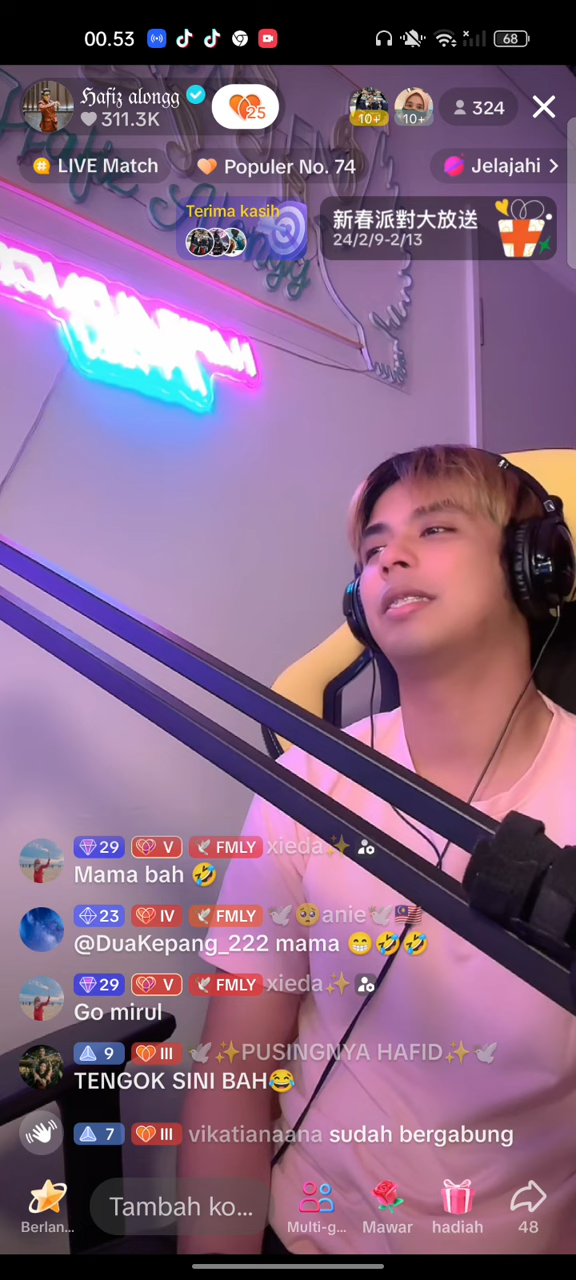 00.53
68
Hafiz alongg
311.3K
25
10+
10+
324
LIVE Match
Populer No. 74
Jelajahi
Terima kasih
新春派對大放送
24/2/9-2/13
29 V FMLY xieda✨
Mama bah 🤣
23 IV FMLY 🕊️🥺anie🕊️🇲🇾
@DuaKepang_222 mama 😁🤣🤣
29 V FMLY xieda✨
Go mirul
9 III 🕊️✨PUSINGNYA HAFID✨🕊️
TENGOK SINI BAH😂
7 III vikatianaana sudah bergabung
Tambah ko...
Berlan...
Multi-g...
Mawar
hadiah
48